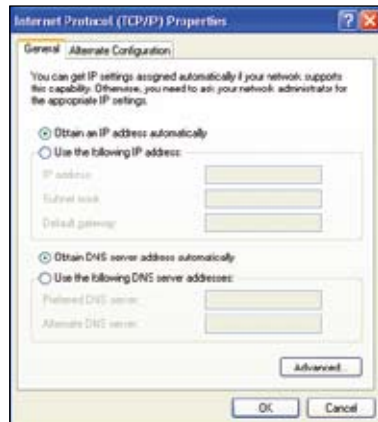 Internet Protocol (TCP/IP) Properties
General
Alternate Configuration
You can get IP settings assigned automatically if your network supports
this capability. Otherwise, you need to ask your network administrator for
the appropriate IP settings.
Obtain an IP address automatically
Use the following IP address:
IP address:
Subnet mask:
Default gateway:
Obtain DNS server address automatically
Use the following DNS server addresses:
Preferred DNS server:
Alternate DNS server:
Advanced...
OK
Cancel